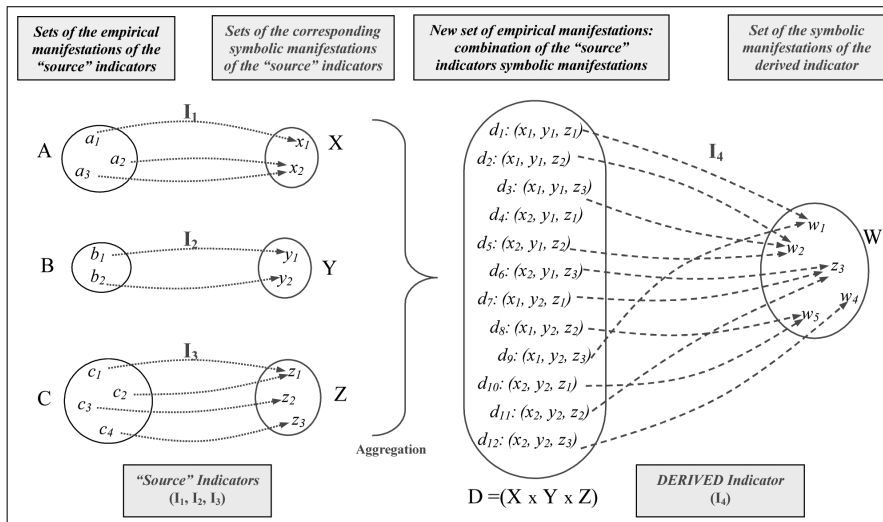 Sets of the empirical
manifestations of the
“source” indicators
Sets of the corresponding
symbolic manifestations
of the “source” indicators
New set of empirical manifestations:
combination of the “source”
indicators symbolic manifestations
Set of the symbolic
manifestations of the
derived indicator
A
a1
a2
a3
I1
x1
x2
X
B
b1
b2
I2
y1
y2
Y
C
c1
c2
c3
c4
I3
z1
z2
z3
Z
Aggregation
d1: (x1, y1, z1)
d2: (x1, y1, z2)
d3: (x1, y1, z3)
d4: (x2, y1, z1)
d5: (x2, y1, z2)
d6: (x2, y1, z3)
d7: (x1, y2, z1)
d8: (x1, y2, z2)
d9: (x1, y2, z3)
d10: (x2, y2, z1)
d11: (x2, y2, z2)
d12: (x2, y2, z3)
I4
W
w1
w2
z3
w4
w5
“Source” Indicators
(I1, I2, I3)
D =(X x Y x Z)
DERIVED Indicator
(I4)